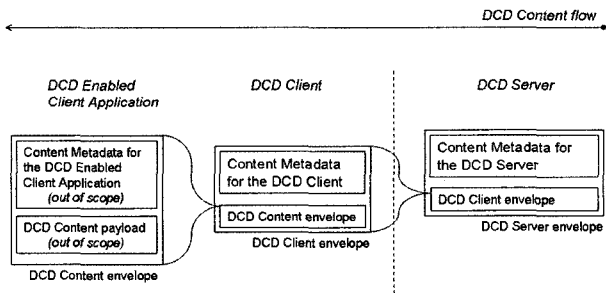 DCD Content flow
DCD Enabled
Client Application
DCD Client
DCD Server
Content Metadata for
the DCD Enabled
Client Application
(out of scope)
DCD Content payload
(out of scope)
DCD Content envelope
Content Metadata
for the DCD Client
DCD Content envelope
DCD Client envelope
Content Metadata for
the DCD Server
DCD Client envelope
DCD Server envelope